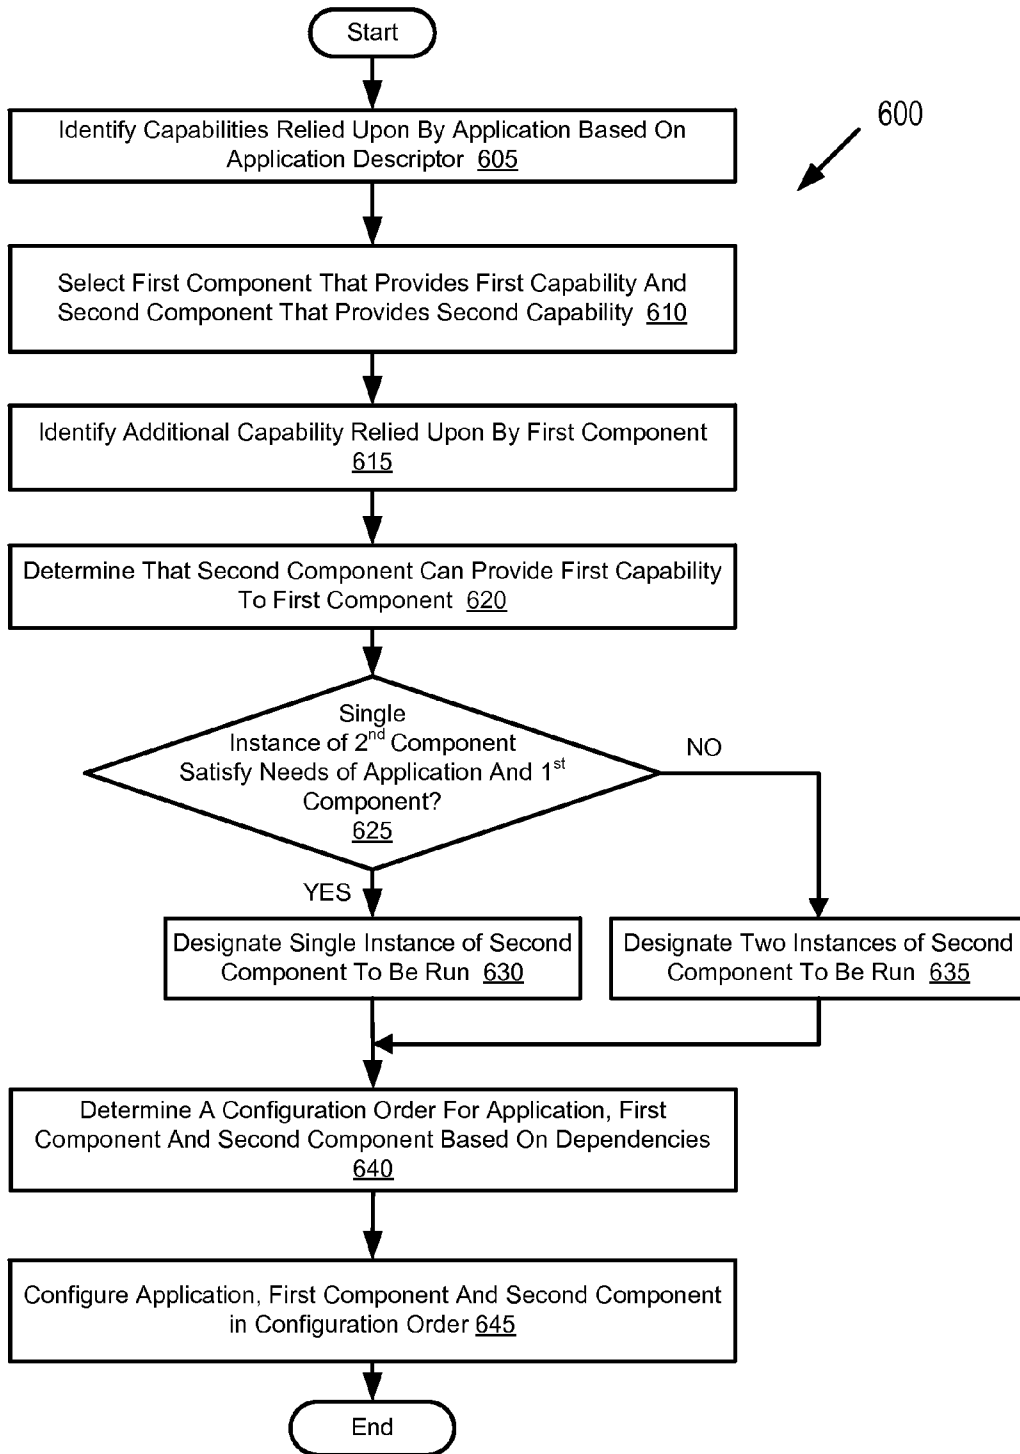 Start
600
Identify Capabilities Relied Upon By Application Based On
Application Descriptor 605
Select First Component That Provides First Capability And
Second Component That Provides Second Capability 610
Identify Additional Capability Relied Upon By First Component
615
Determine That Second Component Can Provide First Capability
To First Component 620
Single
Instance of 2nd Component
Satisfy Needs of Application And 1st
Component?
625
NO
YES
Designate Single Instance of Second
Component To Be Run 630
Designate Two Instances of Second
Component To Be Run 635
Determine A Configuration Order For Application, First
Component And Second Component Based On Dependencies
640
Configure Application, First Component And Second Component
in Configuration Order 645
End